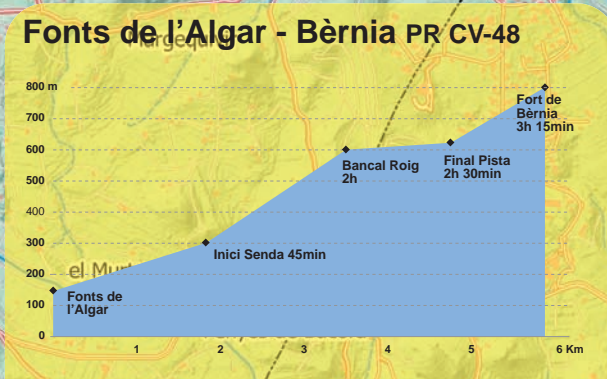 Fonts de l’Algar - Bèrnia PR CV-48
800 m
700
600
500
400
300
200
100
0
1
2
3
4
5
6 Km
Fonts de
l’Algar
Inici Senda 45min
Bancal Roig
2h
Final Pista
2h 30min
Fort de
Bèrnia
3h 15min
el Murt